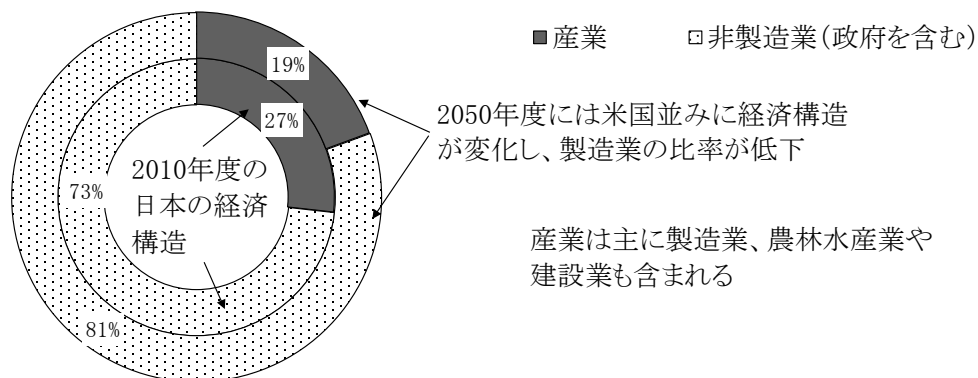 産業
非製造業(政府を含む)
19%
27%
2050年度には米国並みに経済構造
が変化し、製造業の比率が低下
2010年度の
日本の経済
構造
73%
産業は主に製造業、農林水産業や
建設業も含まれる
81%